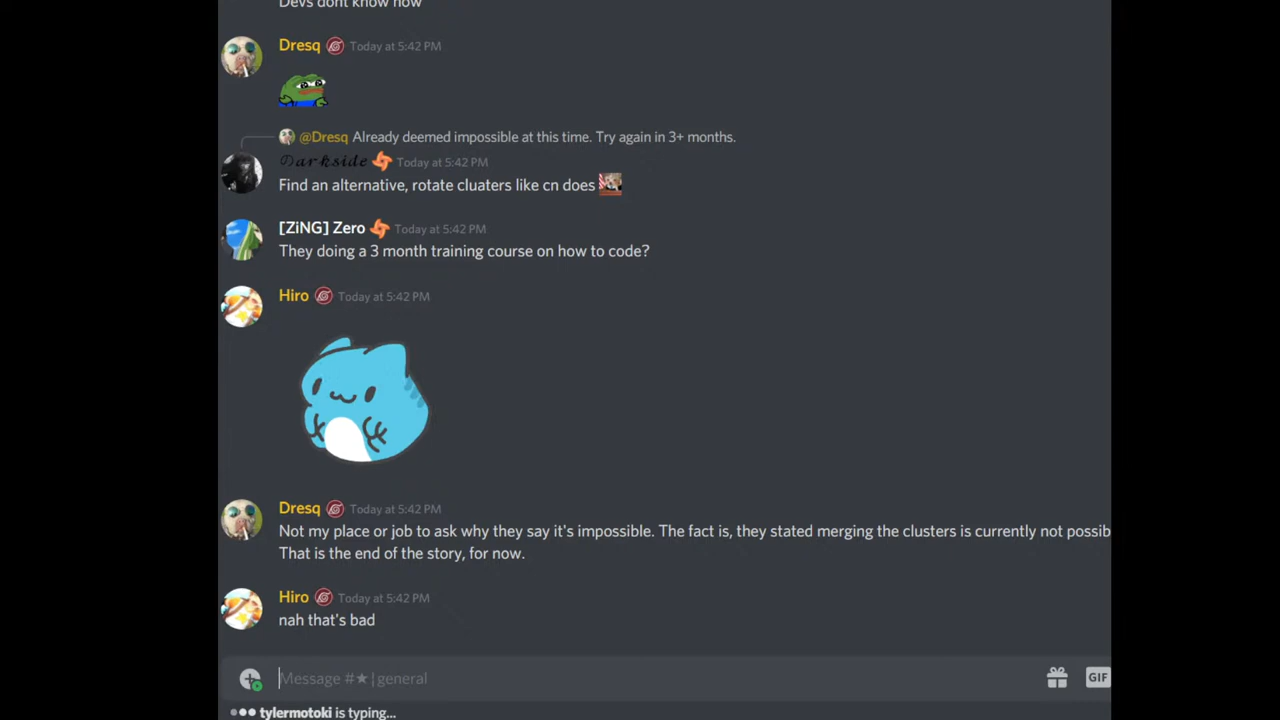 Devs dont know how
Dresq Today at 5:42 PM
@Dresq Already deemed impossible at this time. Try again in 3+ months.
Darkside Today at 5:42 PM
Find an alternative, rotate cluaters like cn does
[ZiNG] Zero Today at 5:42 PM
They doing a 3 month training course on how to code?
Hiro Today at 5:42 PM
Dresq Today at 5:42 PM
Not my place or job to ask why they say it's impossible. The fact is, they stated merging the clusters is currently not possib
That is the end of the story, for now.
Hiro Today at 5:42 PM
nah that's bad
Message #★|general
GIF
tylermotoki is typing...